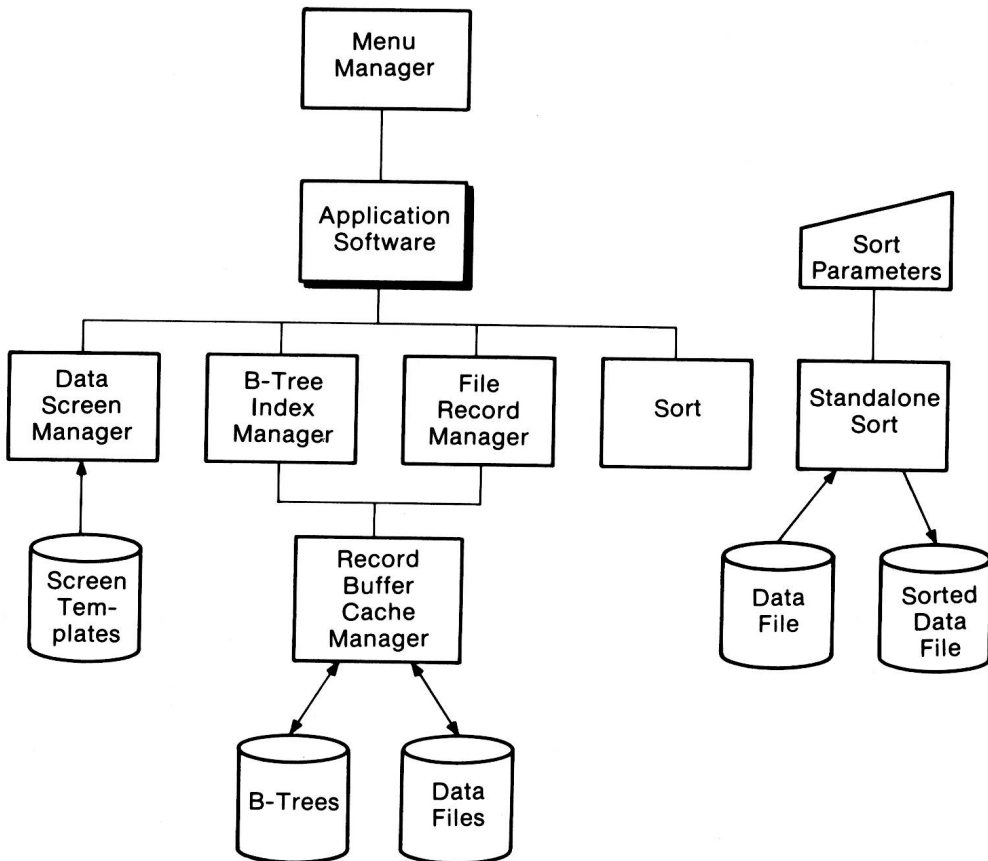 Menu
Manager
Application
Software
Sort
Parameters
Data
Screen
Manager
B-Tree
Index
Manager
File
Record
Manager
Sort
Standalone
Sort
Screen
Tem-
plates
Record
Buffer
Cache
Manager
Data
File
Sorted
Data
File
B-Trees
Data
Files